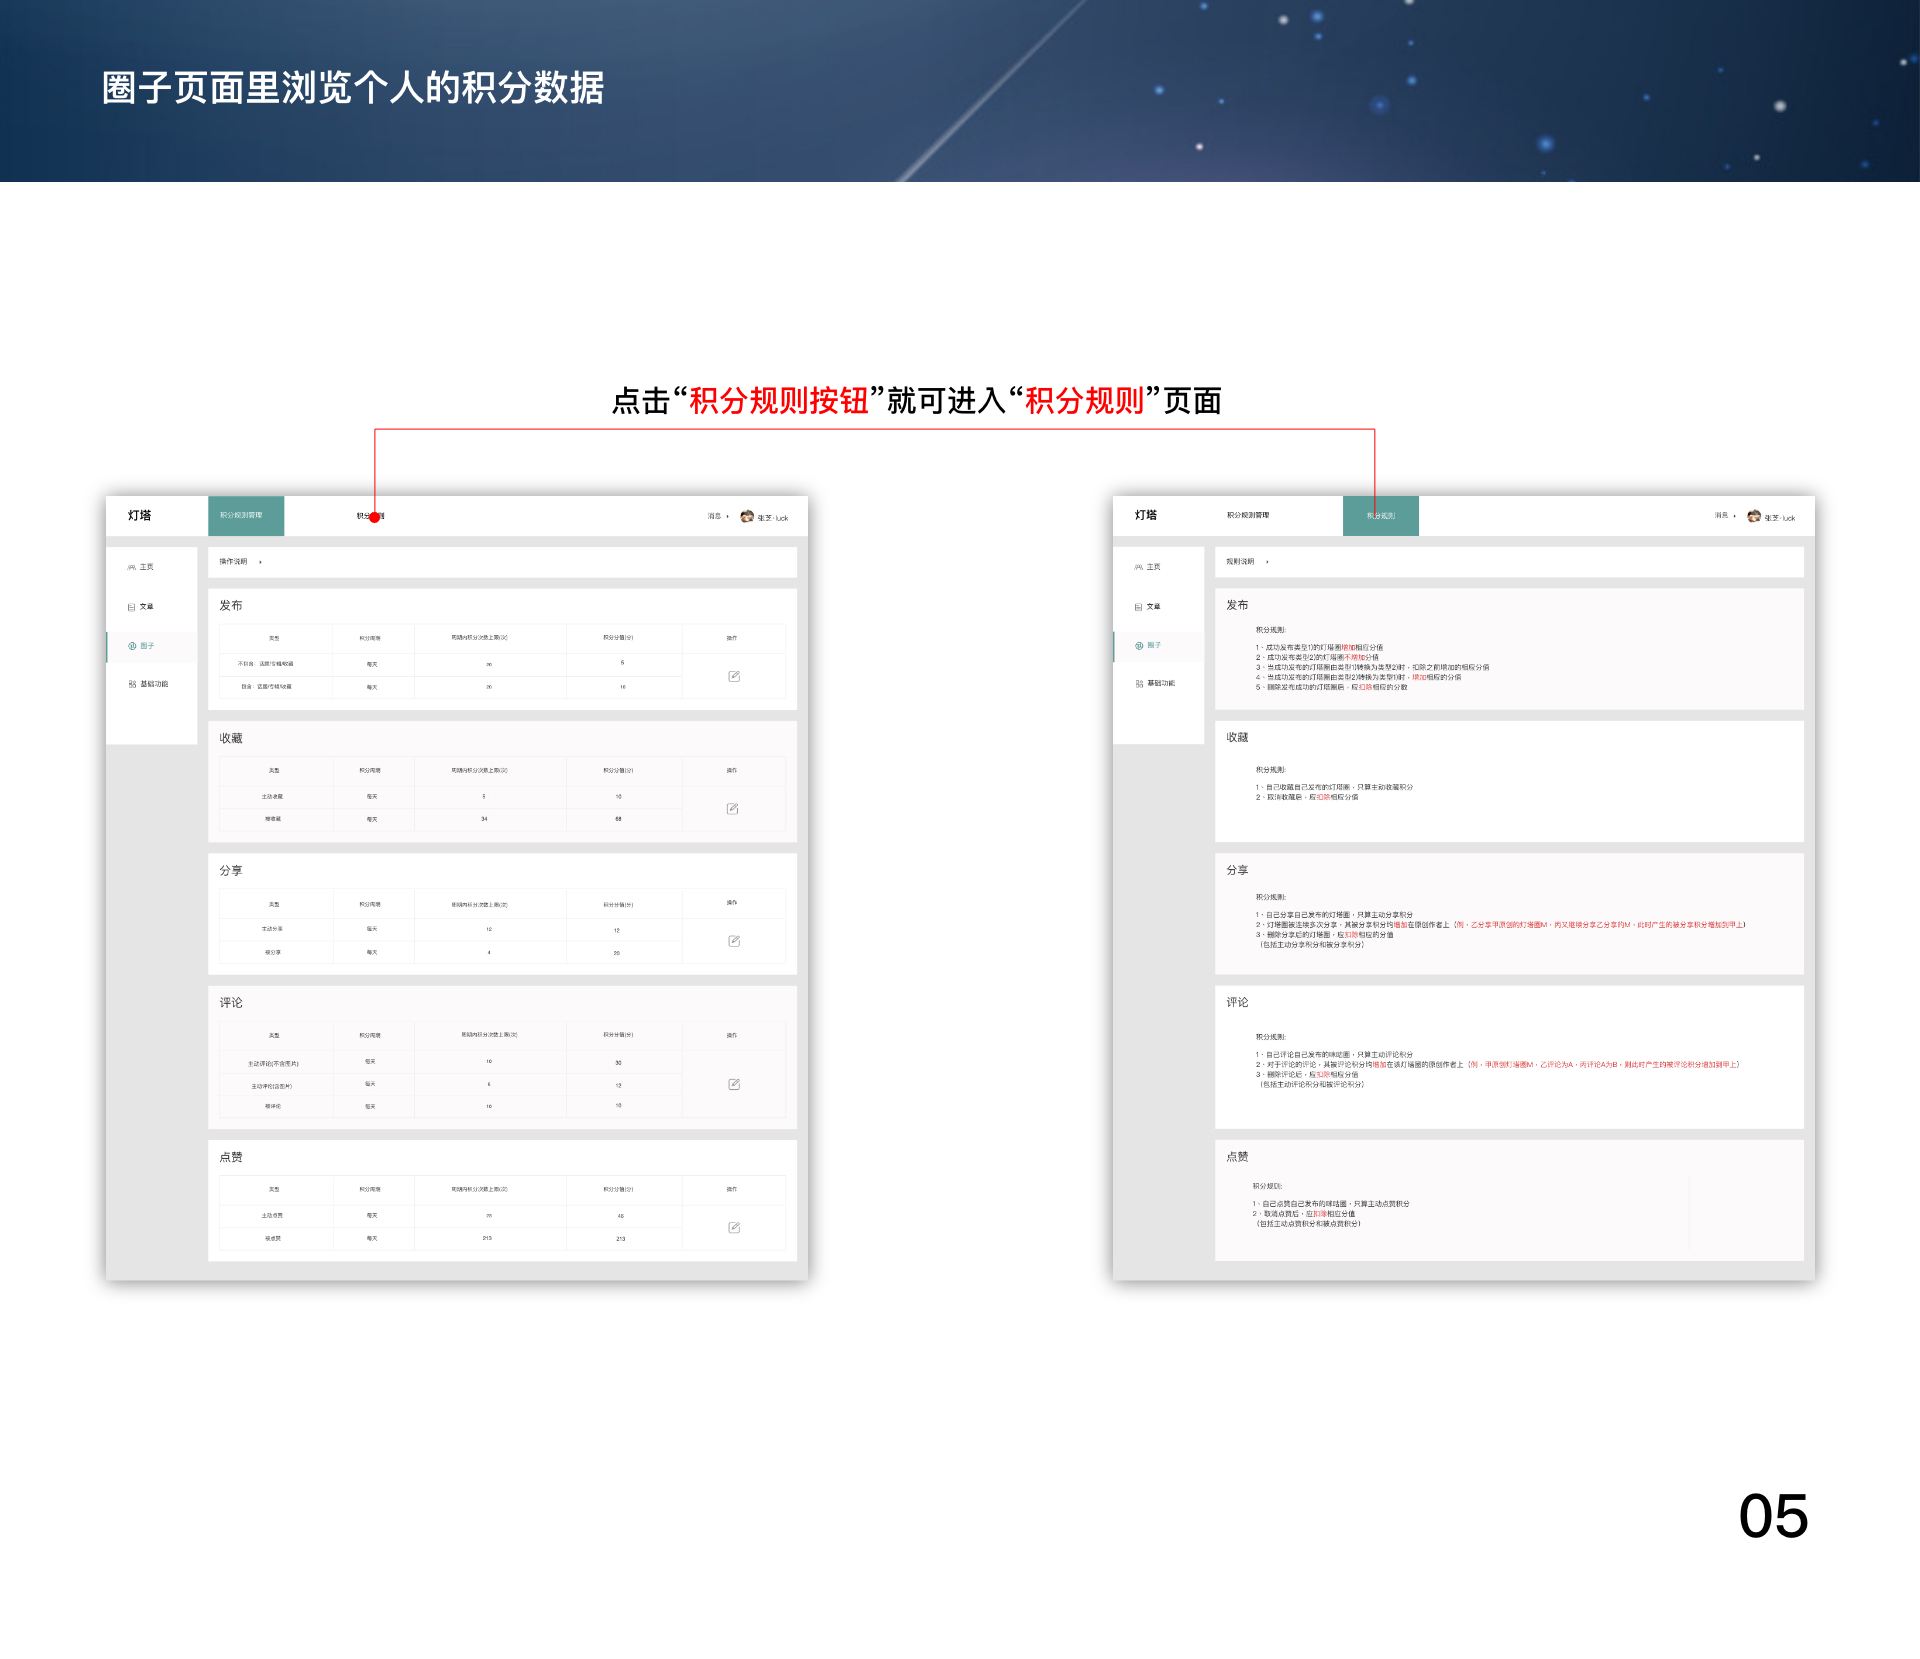 圈子页面里浏览个人的积分数据
点击“积分规则按钮”就可进入“积分规则”页面
灯塔
积分规则管理
消息
张芝·luck
主页
文章
圈子
基础功能
操作说明
发布
类型 积分周期 周期内积分次数上限(次) 积分分值(分) 操作
每天 20 5
每天 20 10
收藏
类型 积分周期 周期内积分次数上限(次) 积分分值(分) 操作
主动收藏 每天 5 10
被收藏 每天 34 68
分享
类型 积分周期 周期内积分次数上限(次) 积分分值(分) 操作
主动分享 每天 12 12
被分享 每天 4 20
评论
类型 积分周期 周期内积分次数上限(次) 积分分值(分) 操作
主动评论(不含图片) 每天 10 30
主动评论(含图片) 每天 6 12
被评论 每天 10 10
点赞
类型 积分周期 周期内积分次数上限(次) 积分分值(分) 操作
主动点赞 每天
被点赞 每天 213 213
灯塔
积分规则管理
积分规则
消息
张芝·luck
主页
文章
圈子
基础功能
规则说明
发布
积分规则:
1、成功发布类型1)的灯塔圈增加相应分值
2、成功发布类型2)的灯塔圈不增加分值
3、当成功发布的灯塔圈由类型1)转换为类型2)时，扣除之前增加的相应分值
4、当成功发布的灯塔圈由类型2)转换为类型1)时，增加相应的分值
5、删除发布成功的灯塔圈后，应扣除相应的分数
收藏
积分规则:
1、自己收藏自己发布的灯塔圈，只算主动收藏积分
2、取消收藏后，应扣除相应分值
分享
积分规则:
1、自己分享自己发布的灯塔圈，只算主动分享积分
2、灯塔圈被连续多次分享，其被分享积分均增加在原创作者上（例，乙分享甲原创的灯塔圈M，丙又继续分享乙分享的M，此时产生的被分享积分增加到甲上）
3、删除分享后的灯塔圈，应扣除相应的分值
（包括主动分享积分和被分享积分）
评论
积分规则:
1、自己评论自己发布的咪咕圈，只算主动评论积分
2、对于评论的评论，其被评论积分均增加在该灯塔圈的原创作者上（例，甲原创灯塔圈M，乙评论为A，丙评论A为B，则此时产生的被评论积分增加到甲上）
3、删除评论后，应扣除相应分值
（包括主动评论积分和被评论积分）
点赞
积分规则:
1、自己点赞自己发布的咪咕圈，只算主动点赞积分
2、取消点赞后，应扣除相应分值
（包括主动点赞积分和被点赞积分）
05